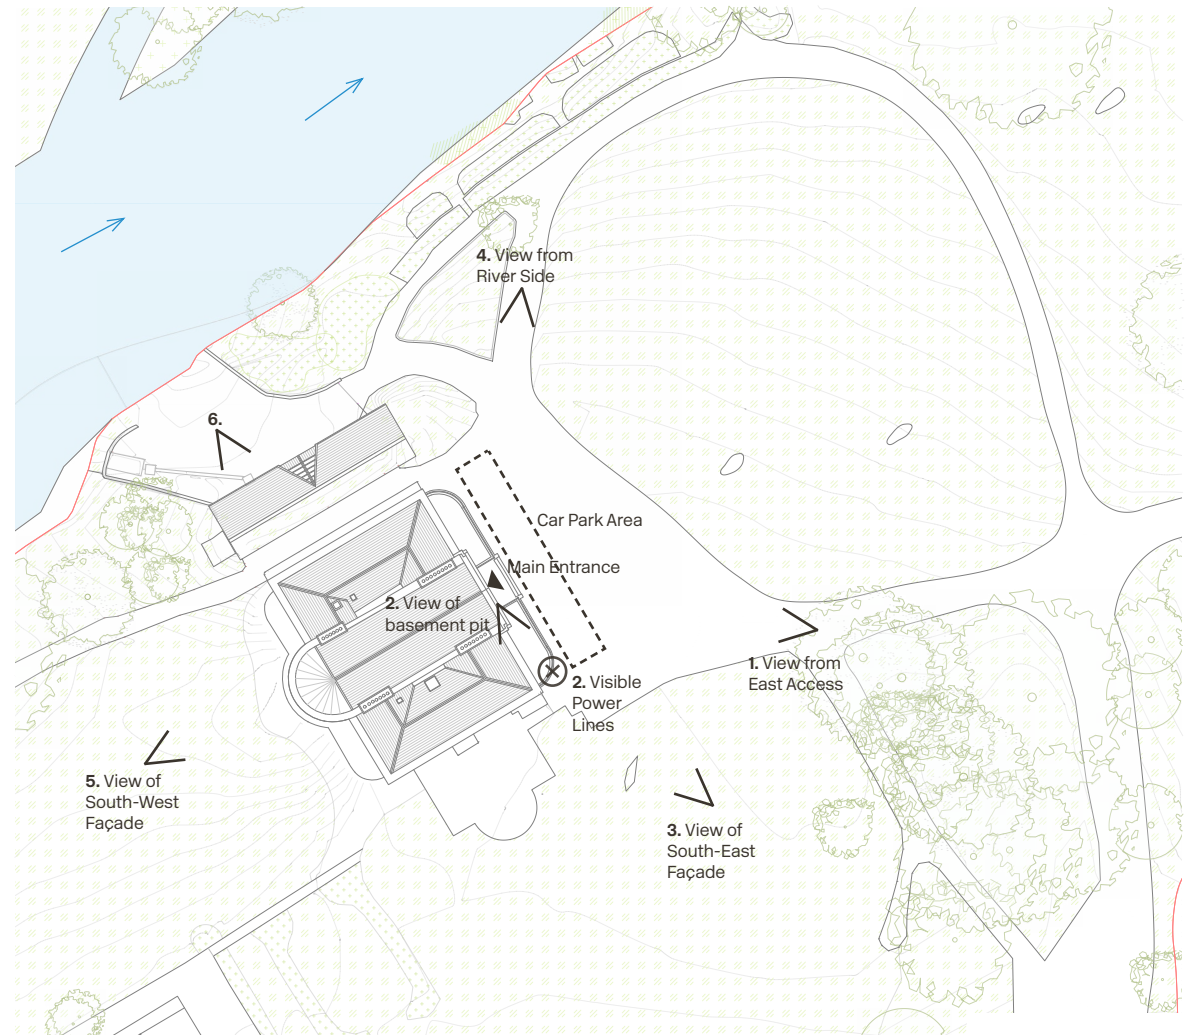 4. View from
River Side
6.
Car Park Area
Main Entrance
2. View of
basement pit
1. View from
East Access
2. Visible
Power
Lines
5. View of
South-West
Façade
3. View of
South-East
Façade